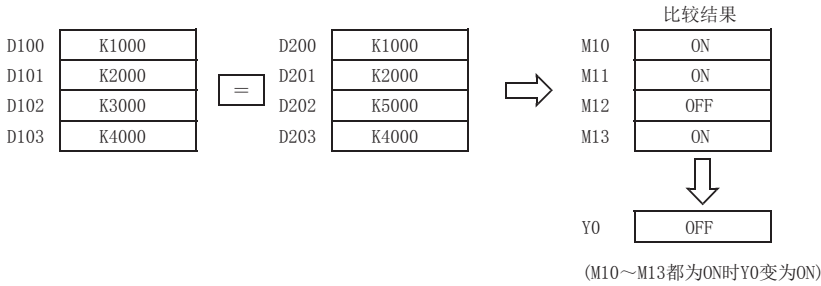 比较结果
D100 K1000 D200 K1000 M10 ON
D101 K2000 = D201 K2000 M11 ON
D102 K3000 D202 K5000 M12 OFF
D103 K4000 D203 K4000 M13 ON
Y0 OFF
(M10～M13都为ON时Y0变为ON)